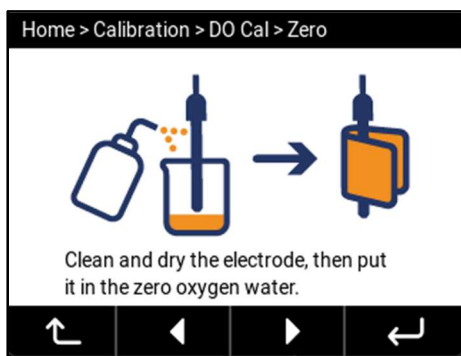 Home > Calibration > DO Cal > Zero
Clean and dry the electrode, then put
it in the zero oxygen water.